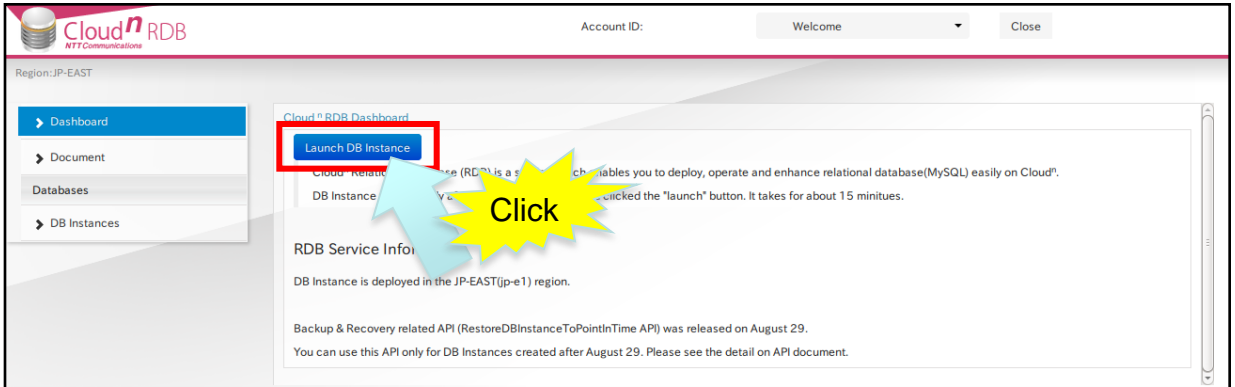 Cloudn RDB
NTT Communications
Account ID:
Welcome
Close
Region:JP-EAST
Dashboard
Document
Databases
DB Instances
Cloud n RDB Dashboard
Launch DB Instance
Cloud n (RDB) is a enables you to deploy, operate and enhance relational database(MySQL) easily on Cloudn.
DB Instance clicked the "launch" button. It takes for about 15 minitues.
Click
RDB Service
DB Instance is deployed in the JP-EAST(jp-e1) region.
Backup & Recovery related API (RestoreDBInstanceToPointInTime API) was released on August 29.
You can use this API only for DB Instances created after August 29. Please see the detail on API document.